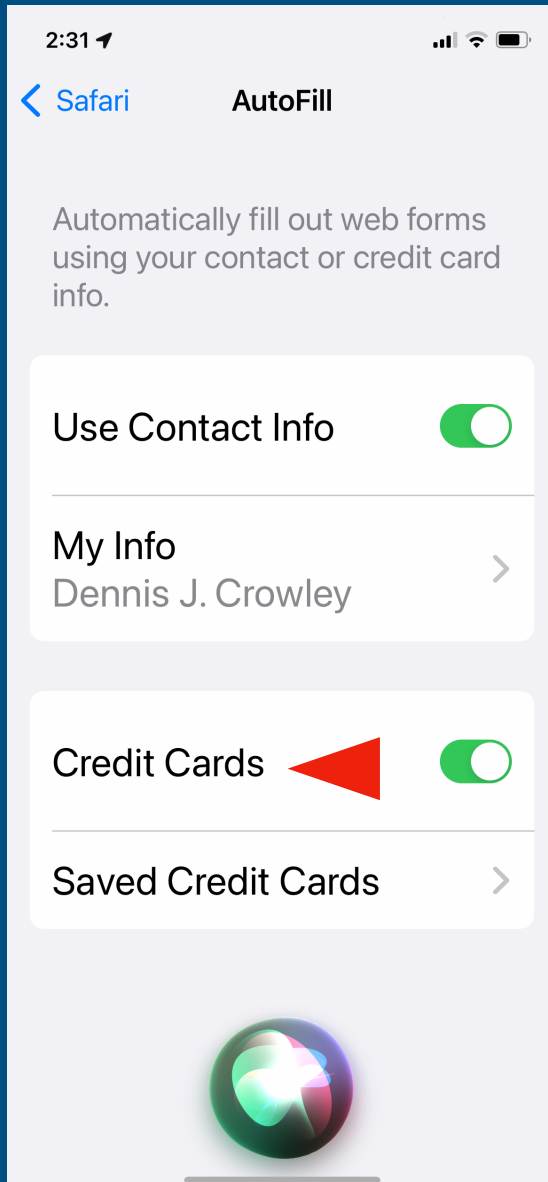 2:31
Safari
AutoFill
Automatically fill out web forms
using your contact or credit card
info.
Use Contact Info
My Info
Dennis J. Crowley
Credit Cards
Saved Credit Cards